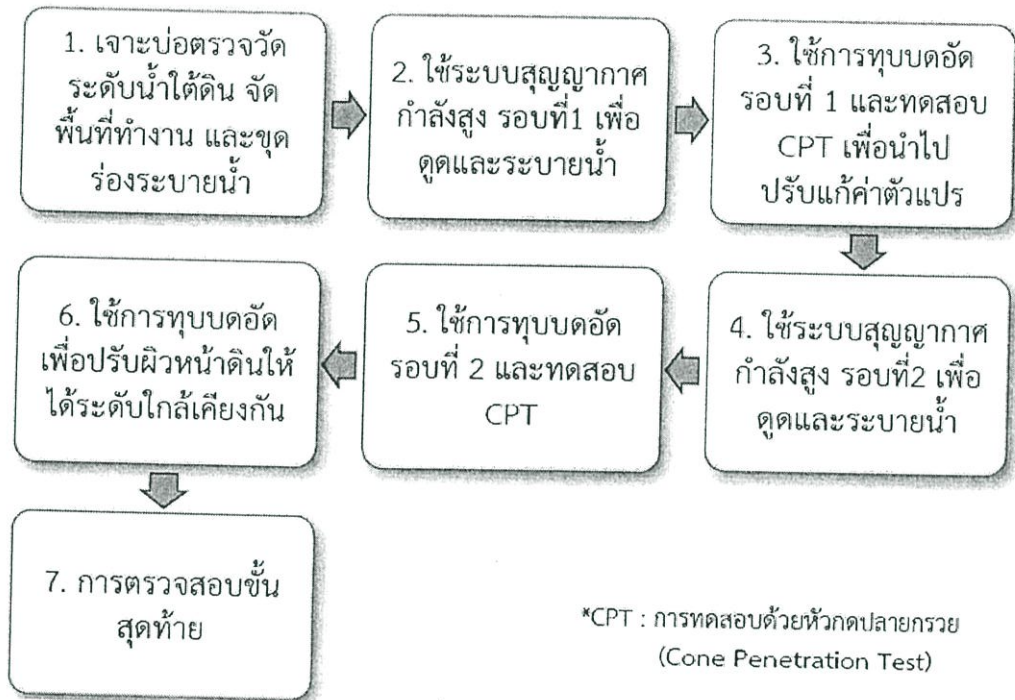 1. เจาะบ่อตรวจวัด
ระดับน้ำใต้ดิน จัด
พื้นที่ทำงาน และขุด
ร่องระบายน้ำ
2. ใช้ระบบสุญญากาศ
กำลังสูง รอบที่1 เพื่อ
ดูดและระบายน้ำ
3. ใช้การทุบบดอัด
รอบที่ 1 และทดสอบ
CPT เพื่อนำไป
ปรับแก้ค่าตัวแปร
4. ใช้ระบบสุญญากาศ
กำลังสูง รอบที่2 เพื่อ
ดูดและระบายน้ำ
5. ใช้การทุบบดอัด
รอบที่ 2 และทดสอบ
CPT
6. ใช้การทุบบดอัด
เพื่อปรับผิวหน้าดินให้
ได้ระดับใกล้เคียงกัน
7. การตรวจสอบขั้น
สุดท้าย
*CPT : การทดสอบด้วยหัวกดปลายกรวย
(Cone Penetration Test)